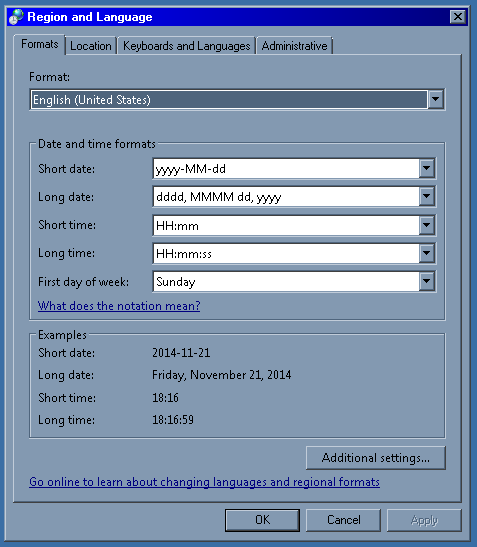 Region and Language
Formats Location Keyboards and Languages Administrative
Format:
English (United States)
Date and time formats
Short date: yyyy-MM-dd
Long date: dddd, MMMM dd, yyyy
Short time: HH:mm
Long time: HH:mm:ss
First day of week: Sunday
What does the notation mean?
Examples
Short date: 2014-11-21
Long date: Friday, November 21, 2014
Short time: 18:16
Long time: 18:16:59
Additional settings...
Go online to learn about changing languages and regional formats
OK Cancel Apply